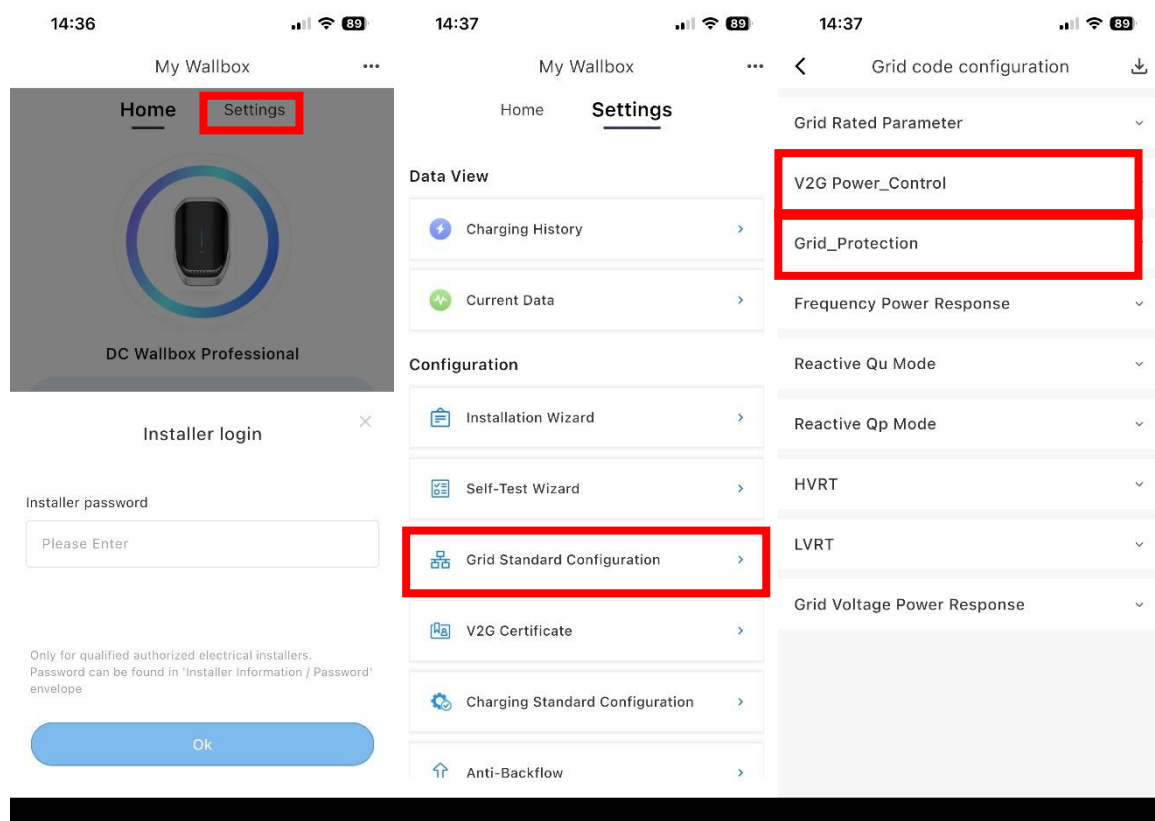 14:36
89
My Wallbox
Home
Settings
DC Wallbox Professional
Installer login
Installer password
Please Enter
Only for qualified authorized electrical installers.
Password can be found in 'Installer Information / Password'
envelope
Ok
14:37
89
My Wallbox
Home
Settings
Data View
Charging History
Current Data
Configuration
Installation Wizard
Self-Test Wizard
Grid Standard Configuration
V2G Certificate
Charging Standard Configuration
Anti-Backflow
14:37
89
Grid code configuration
Grid Rated Parameter
V2G Power_Control
Grid_Protection
Frequency Power Response
Reactive Qu Mode
Reactive Qp Mode
HVRT
LVRT
Grid Voltage Power Response